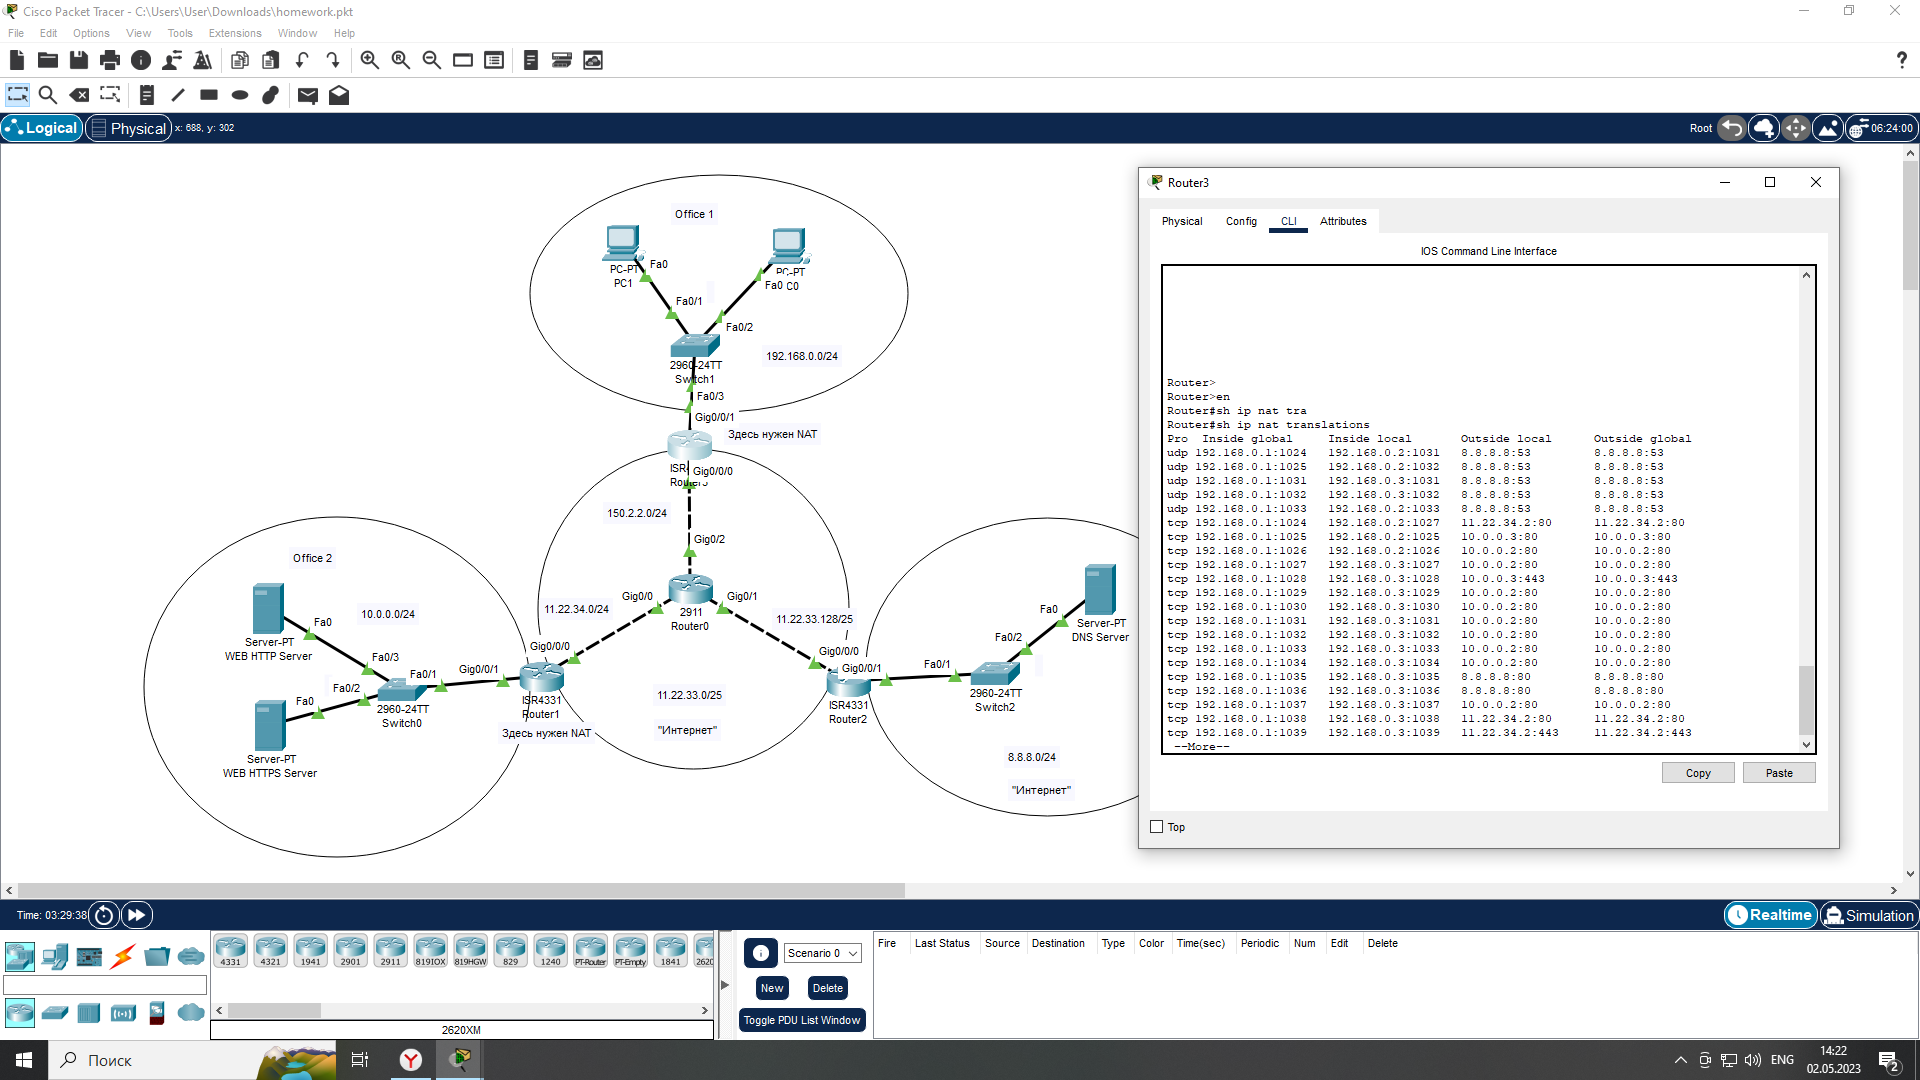 Cisco Packet Tracer - C:\Users\User\Downloads\homework.pkt
File Edit Options View Tools Extensions Window Help
Logical Physical x: 688, y: 302
Root 06:24:00
Office 1
PC-PT
PC1
Fa0
PC-PT
C0
Fa0
Fa0/1
Fa0/2
192.168.0.0/24
2960-24TT
Switch1
Fa0/3
Gig0/0/1
Здесь нужен NAT
Gig0/0/0
150.2.2.0/24
Gig0/2
Gig0/0
Gig0/1
2911
Router0
11.22.34.0/24
11.22.33.128/25
Gig0/0/0
Gig0/0/0
Gig0/0/1
Office 2
10.0.0.0/24
Fa0
Server-PT
WEB HTTP Server
Fa0/3
Fa0/1
Gig0/0/1
Fa0/2
Fa0
2960-24TT
Switch0
ISR4331
Router1
Здесь нужен NAT
Server-PT
WEB HTTPS Server
11.22.33.0/25
"Интернет"
ISR4331
Router2
Fa0/1
Fa0/2
Fa0
Server-PT
DNS Server
2960-24TT
Switch2
8.8.8.0/24
"Интернет"
Router3
Physical Config CLI Attributes
IOS Command Line Interface
Router>
Router>en
Router#sh ip nat tra
Router#sh ip nat translations
Pro Inside global Inside local Outside local Outside global
udp 192.168.0.1:1024 192.168.0.2:1031 8.8.8.8:53 8.8.8.8:53
udp 192.168.0.1:1025 192.168.0.2:1032 8.8.8.8:53 8.8.8.8:53
udp 192.168.0.1:1031 192.168.0.3:1031 8.8.8.8:53 8.8.8.8:53
udp 192.168.0.1:1032 192.168.0.3:1032 8.8.8.8:53 8.8.8.8:53
udp 192.168.0.1:1033 192.168.0.2:1033 8.8.8.8:53 8.8.8.8:53
tcp 192.168.0.1:1024 192.168.0.2:1027 11.22.34.2:80 11.22.34.2:80
tcp 192.168.0.1:1025 192.168.0.2:1025 10.0.0.3:80 10.0.0.3:80
tcp 192.168.0.1:1026 192.168.0.2:1026 10.0.0.2:80 10.0.0.2:80
tcp 192.168.0.1:1027 192.168.0.3:1027 10.0.0.2:80 10.0.0.2:80
tcp 192.168.0.1:1028 192.168.0.3:1028 10.0.0.3:443 10.0.0.3:443
tcp 192.168.0.1:1029 192.168.0.3:1029 10.0.0.2:80 10.0.0.2:80
tcp 192.168.0.1:1030 192.168.0.3:1030 10.0.0.2:80 10.0.0.2:80
tcp 192.168.0.1:1031 192.168.0.3:1031 10.0.0.2:80 10.0.0.2:80
tcp 192.168.0.1:1032 192.168.0.3:1032 10.0.0.2:80 10.0.0.2:80
tcp 192.168.0.1:1033 192.168.0.3:1033 10.0.0.2:80 10.0.0.2:80
tcp 192.168.0.1:1034 192.168.0.3:1034 10.0.0.2:80 10.0.0.2:80
tcp 192.168.0.1:1035 192.168.0.3:1035 8.8.8.8:80 8.8.8.8:80
tcp 192.168.0.1:1036 192.168.0.3:1036 8.8.8.8:80 8.8.8.8:80
tcp 192.168.0.1:1037 192.168.0.3:1037 10.0.0.2:80 10.0.0.2:80
tcp 192.168.0.1:1038 192.168.0.3:1038 11.22.34.2:80 11.22.34.2:80
tcp 192.168.0.1:1039 192.168.0.3:1039 11.22.34.2:443 11.22.34.2:443
--More--
Copy Paste
Top
Time: 03:29:38
Realtime Simulation
4331 4321 1941 2901 2911 819IOX 819HGW 829 1240 PT-Router PT-Empty 1841 262
2620XM
Scenario 0
New Delete
Toggle PDU List Window
Fire Last Status Source Destination Type Color Time(sec) Periodic Num Edit Delete
Поиск
ENG
14:22
02.05.2023
2